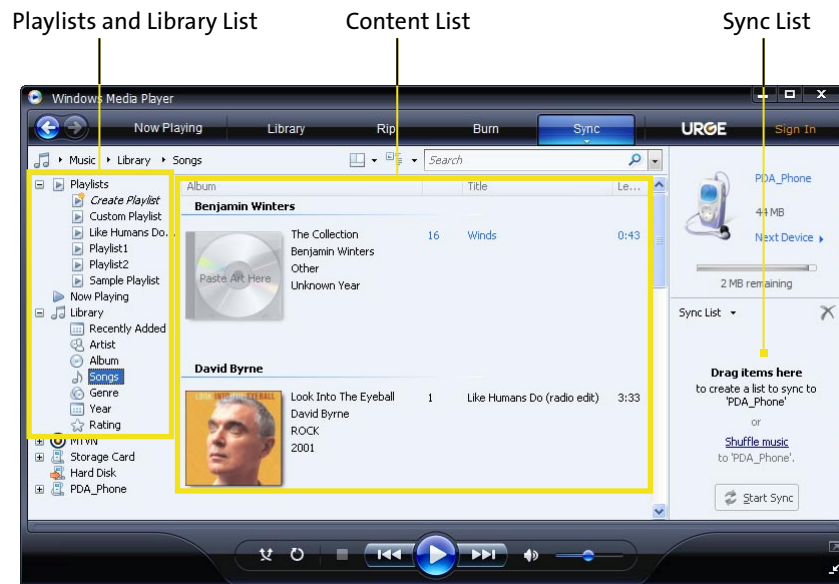 Playlists and Library List Content List Sync List
Windows Media Player
Now Playing Library Rip Burn Sync URGE Sign In
Music Library Songs Search
Playlists
Create Playlist
Custom Playlist
Like Humans Do...
Playlist1
Playlist2
Sample Playlist
Now Playing
Library
Recently Added
Artist
Album
Songs
Genre
Year
Rating
MTVN
Storage Card
Hard Disk
PDA_Phone
Album Title Le...
Benjamin Winters
Paste Art Here
The Collection 16 Winds 0:43
Benjamin Winters
Other
Unknown Year
David Byrne
LOOK INTO THE EYEBALL
Look Into The Eyeball 1 Like Humans Do (radio edit) 3:33
David Byrne
ROCK
2001
PDA_Phone
44 MB
Next Device
2 MB remaining
Sync List
Drag items here
to create a list to sync to
'PDA_Phone'
or
Shuffle music
to 'PDA_Phone'.
Start Sync